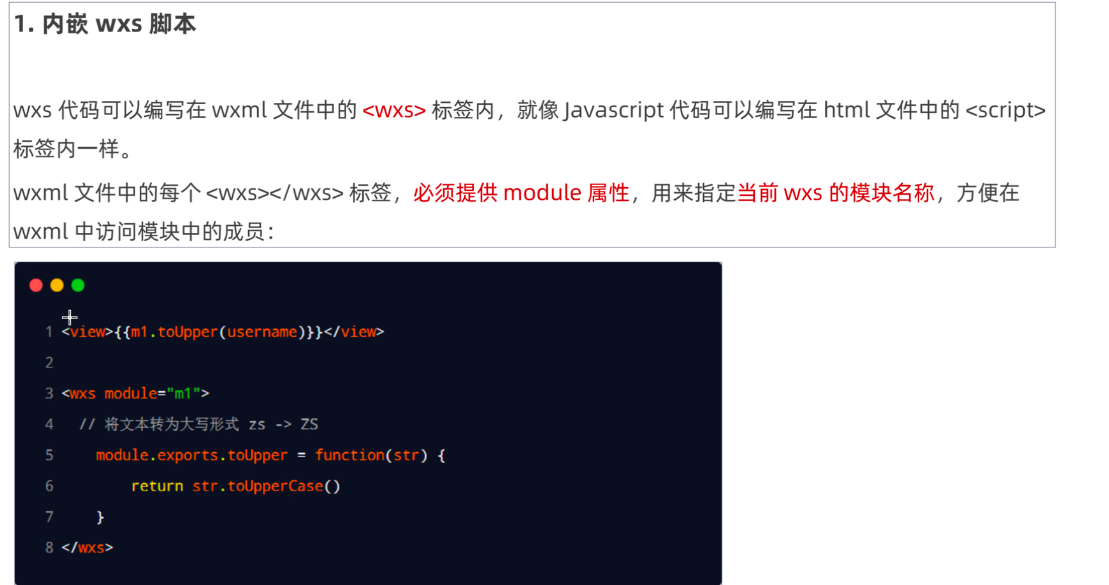 1. 内嵌 wxs 脚本
wxs 代码可以编写在 wxml 文件中的 <wxs> 标签内，就像 Javascript 代码可以编写在 html 文件中的 <script>
标签内一样。
wxml 文件中的每个 <wxs></wxs> 标签，必须提供 module 属性，用来指定当前 wxs 的模块名称，方便在
wxml 中访问模块中的成员：
1 <view>{{m1.toUpper(username)}}</view>
2
3 <wxs module="m1">
4   // 将文本转为大写形式 zs -> ZS
5     module.exports.toUpper = function(str) {
6         return str.toUpperCase()
7     }
8 </wxs>